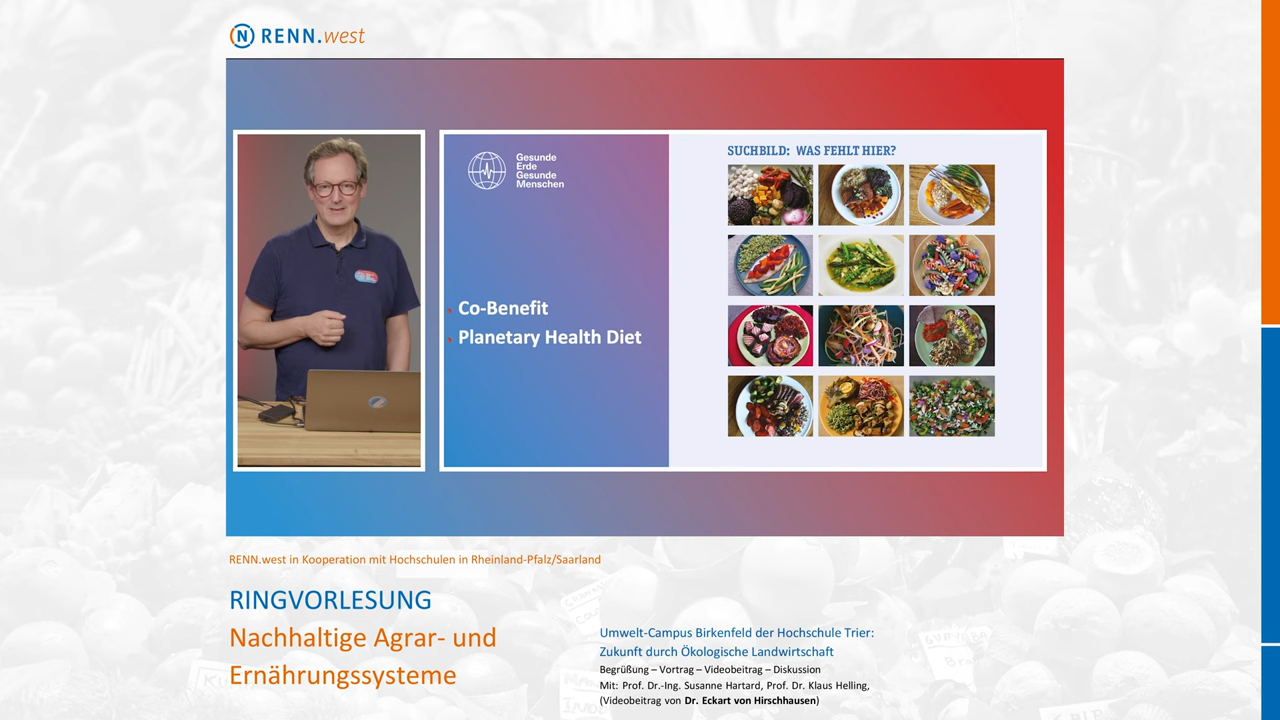 RENN.west
Gesunde
Erde
Gesunde
Menschen
Co-Benefit
Planetary Health Diet
SUCHBILD: WAS FEHLT HIER?
RENN.west in Kooperation mit Hochschulen in Rheinland-Pfalz/Saarland
RINGVORLESUNG
Nachhaltige Agrar- und
Ernährungssysteme
Umwelt-Campus Birkenfeld der Hochschule Trier:
Zukunft durch Ökologische Landwirtschaft
Begrüßung – Vortrag – Videobeitrag – Diskussion
Mit: Prof. Dr.-Ing. Susanne Hartard, Prof. Dr. Klaus Helling,
(Videobeitrag von Dr. Eckart von Hirschhausen)